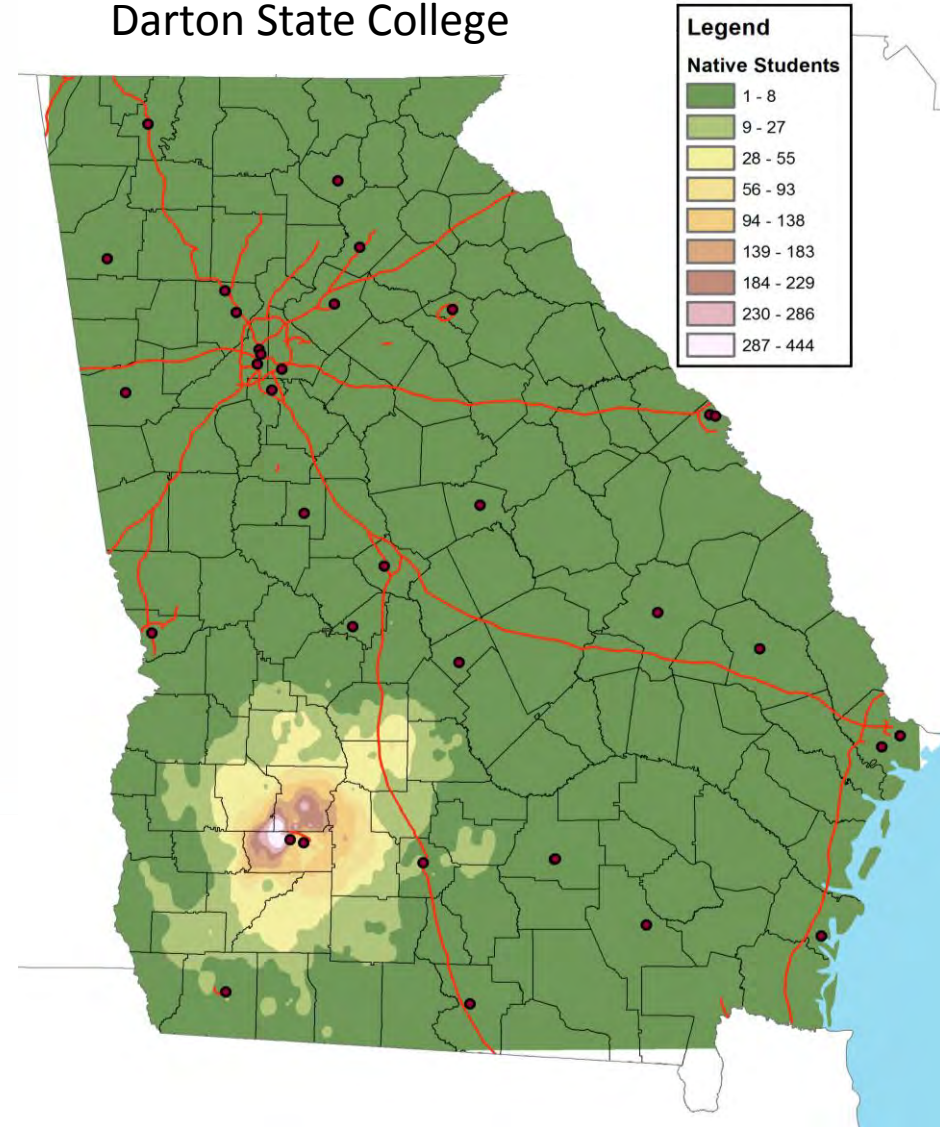 Darton State College
Legend
Native Students
1 - 8
9 - 27
28 - 55
56 - 93
94 - 138
139 - 183
184 - 229
230 - 286
287 - 444